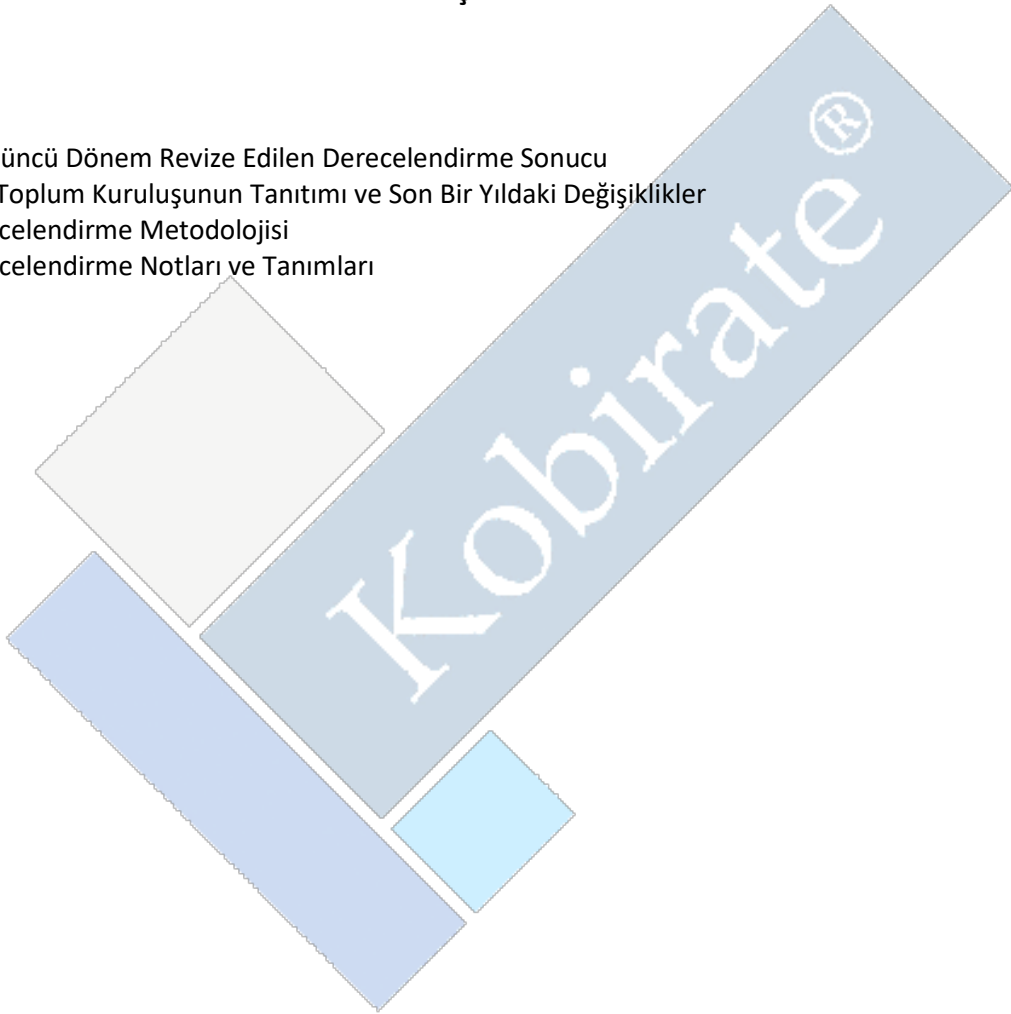 üncü Dönem Revize Edilen Derecelendirme Sonucu
Toplum Kuruluşunun Tanıtımı ve Son Bir Yıldaki Değişiklikler
celendirme Metodolojisi
celendirme Notları ve Tanımları
Kobirate ®